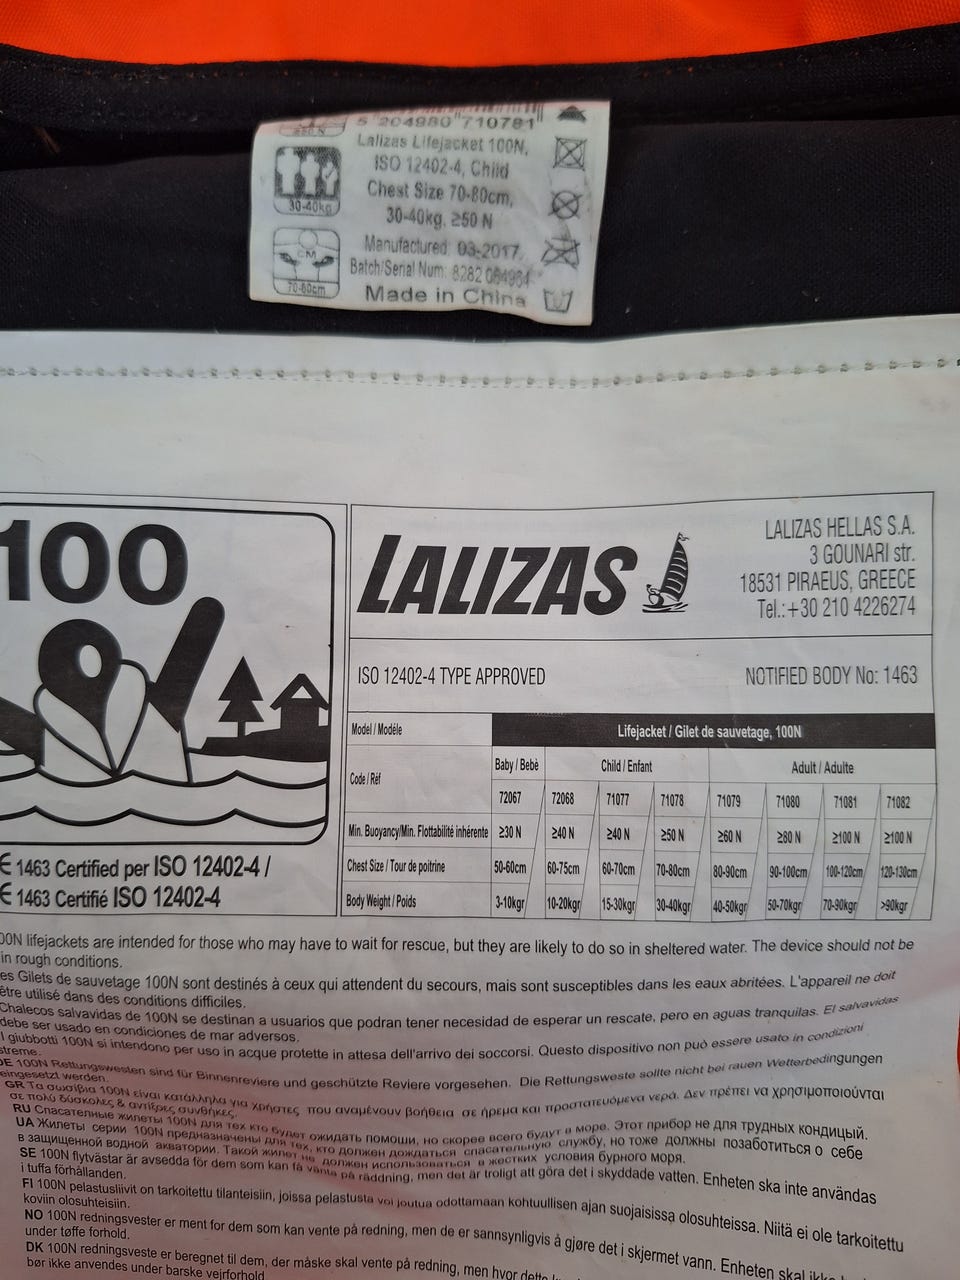 5 204980 710781
Lalizas Lifejacket 100N,
ISO 12402-4, Child
Chest Size 70-80cm,
30-40kg, ≥50 N
Manufactured: 03-2017,
Batch/Serial Num: 8282 064964
Made in China
30-40kg
CM
70-80cm
100
LALIZAS
LALIZAS HELLAS S.A.
3 GOUNARI str.
18531 PIRAEUS, GREECE
Tel.:+30 210 4226274
ISO 12402-4 TYPE APPROVED NOTIFIED BODY No: 1463
Model / Modéle Lifejacket / Gilet de sauvetage, 100N
Code / Réf Baby / Bebè Child / Enfant Adult / Adulte
72067 72068 71077 71078 71079 71080 71081 71082
Min. Buoyancy/Min. Flottabilité inhérente ≥30 N ≥40 N ≥40 N ≥50 N ≥60 N ≥80 N ≥100 N ≥100 N
Chest Size / Tour de poitrine 50-60cm 60-75cm 60-70cm 70-80cm 80-90cm 90-100cm 100-120cm 120-130cm
Body Weight / Poids 3-10kgr 10-20kgr 15-30kgr 30-40kgr 40-50kgr 50-70kgr 70-90kgr >90kgr
C€ 1463 Certified per ISO 12402-4 /
C€ 1463 Certifié ISO 12402-4
00N lifejackets are intended for those who may have to wait for rescue, but they are likely to do so in sheltered water. The device should not be
in rough conditions.
es Gilets de sauvetage 100N sont destinés à ceux qui attendent du secours, mais sont susceptibles dans les eaux abritées. L'appareil ne doit
être utilisé dans des conditions difficiles.
Chalecos salvavidas de 100N se destinan a usuarios que podran tener necesidad de esperar un rescate, pero en aguas tranquilas. El salvavidas
debe ser usado en condiciones de mar adversos.
I giubbotti 100N si intendono per uso in acque protette in attesa dell'arrivo dei soccorsi. Questo dispositivo non può essere usato in condizioni
streme.
DE 100N Rettungswesten sind für Binnenreviere und geschützte Reviere vorgesehen. Die Rettungsweste sollte nicht bei rauen Wetterbedingungen
eingesetzt werden.
GR Τα σωσίβια 100N είναι κατάλληλα για χρήστες που αναμένουν βοήθεια σε ήρεμα και προστατευόμενα νερά. Δεν πρέπει να χρησιμοποιούνται
σε πολύ δύσκολες & αντίξοες συνθήκες.
RU Спасательные жилеты 100N для тех кто будет ожидать помоши, но скорее всего будут в море. Этот прибор не для трудных кондицый.
UA Жилеты серии 100N предназначены для тех, кто должен дождаться спасательную службу, но тоже должны позаботиться о себе
в защищенной водной акватории. Такой жилет не должен использоваться в жестких условия бурного моря.
SE 100N flytvästar är avsedda för dem som kan få vänta på räddning, men det är troligt att göra det i skyddade vatten. Enheten ska inte användas
i tuffa förhållanden.
FI 100N pelastusliivit on tarkoitettu tilanteisiin, joissa pelastusta voi joutua odottamaan kohtuullisen ajan suojaisissa olosuhteissa. Niitä ei ole tarkoitettu
koviin olosuhteisiin.
NO 100N redningsvester er ment for dem som kan vente på redning, men de er sannsynligvis å gjøre det i skjermet vann. Enheten skal ikke
under tøffe forhold.
DK 100N redningsveste er beregnet til dem, der måske skal vente på redning, men hvor dette
bør ikke anvendes under barske vejrforhold